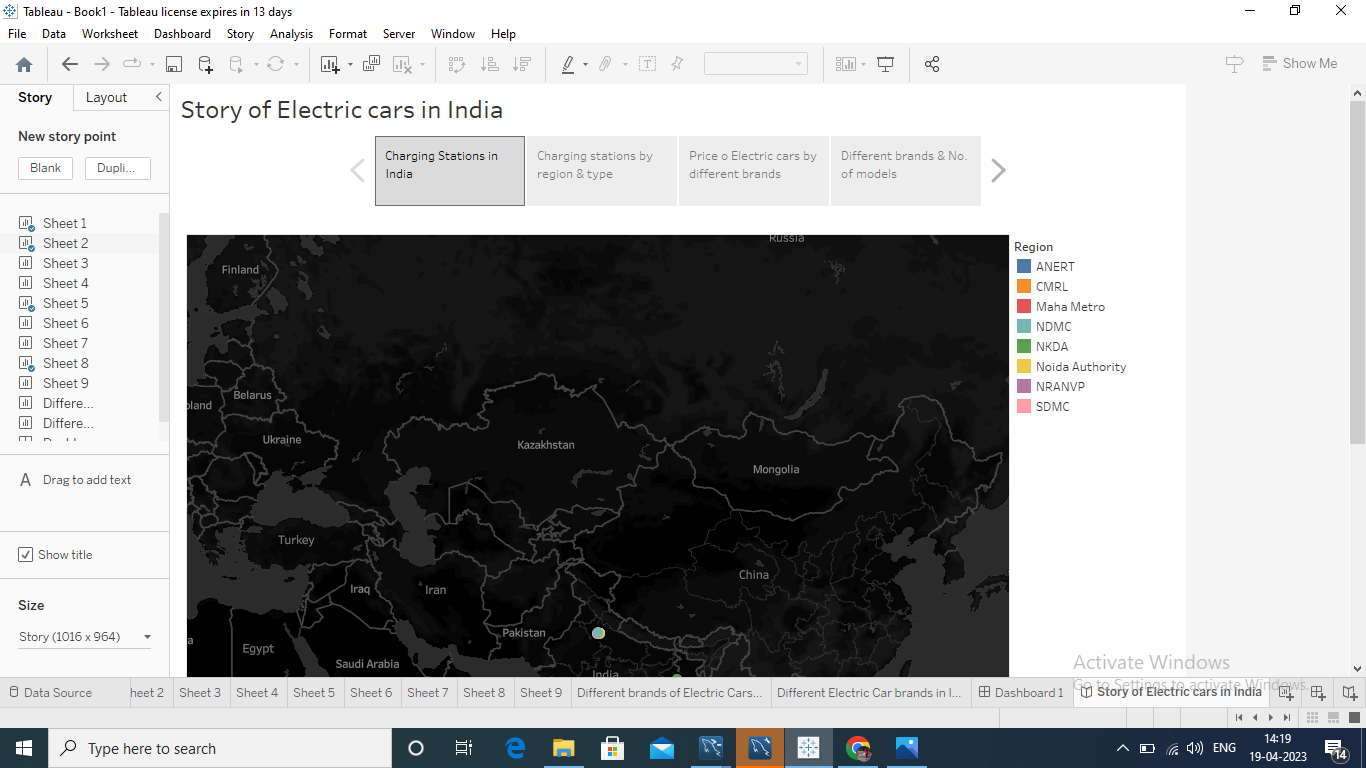 Tableau - Book1 - Tableau license expires in 13 days
File Data Worksheet Dashboard Story Analysis Format Server Window Help
Show Me
Story Layout
New story point
Blank Dupli...
Sheet 1
Sheet 2
Sheet 3
Sheet 4
Sheet 5
Sheet 6
Sheet 7
Sheet 8
Sheet 9
Differe...
Differe...
A Drag to add text
Show title
Size
Story (1016 x 964)
Story of Electric cars in India
Charging Stations in
India
Charging stations by
region & type
Price o Electric cars by
different brands
Different brands & No.
of models
Russia
Finland
Belarus
oland
Ukraine
Kazakhstan
Mongolia
Turkey
China
Iraq
Iran
Pakistan
a
Egypt
Saudi Arabia
India
Region
ANERT
CMRL
Maha Metro
NDMC
NKDA
Noida Authority
NRANVP
SDMC
Activate Windows
Go to Settings to activate Windows.
Data Source heet 2 Sheet 3 Sheet 4 Sheet 5 Sheet 6 Sheet 7 Sheet 8 Sheet 9 Different brands of Electric Cars... Different Electric Car brands in I... Dashboard 1 Story of Electric cars in India
Type here to search
ENG
14:19
19-04-2023
14